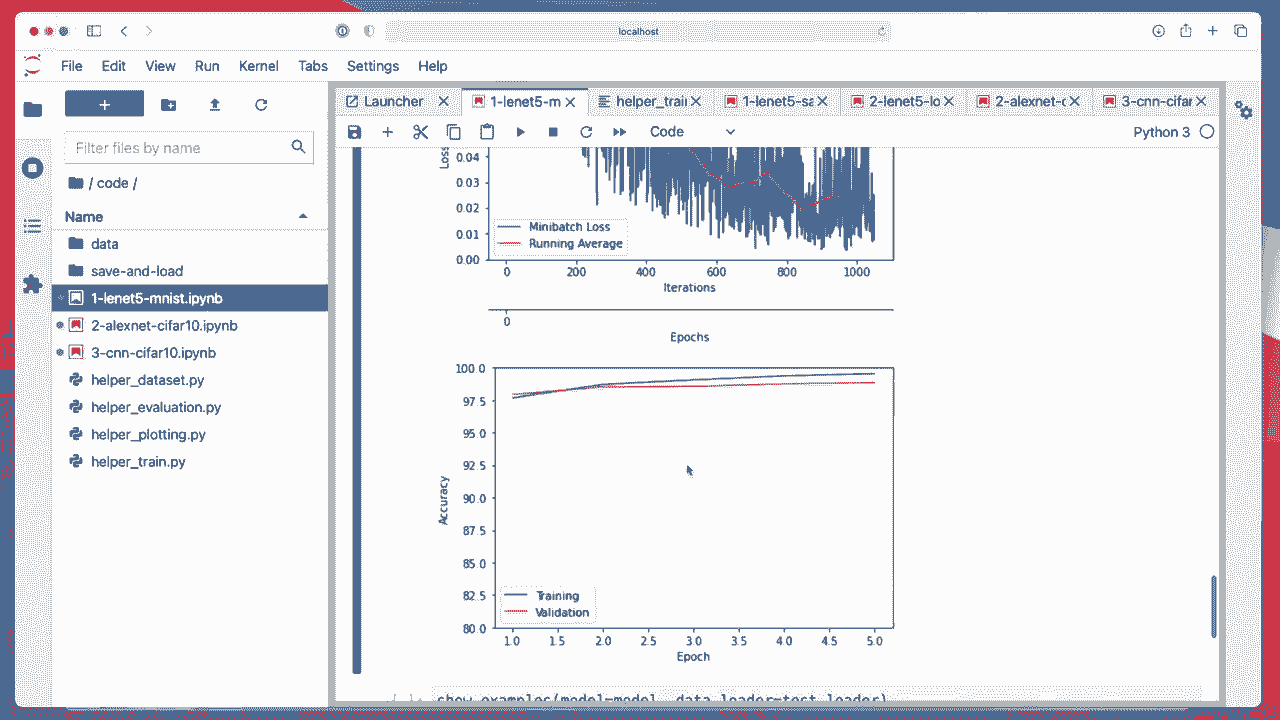 localhost
File Edit View Run Kernel Tabs Settings Help
Launcher
1-lenet5-m
helper_train
1-lenet5-sa
2-lenet5-lo
2-alexnet-c
3-cnn-cifar
Code
Python 3
Filter files by name
/ code /
Name
data
save-and-load
1-lenet5-mnist.ipynb
2-alexnet-cifar10.ipynb
3-cnn-cifar10.ipynb
helper_dataset.py
helper_evaluation.py
helper_plotting.py
helper_train.py
Loss
0.04
0.03
0.02
0.01
0.00
Minibatch Loss
Running Average
0 200 400 600 800 1000
Iterations
0
Epochs
100.0
97.5
95.0
92.5
90.0
87.5
85.0
82.5
80.0
Accuracy
Training
Validation
1.0 1.5 2.0 2.5 3.0 3.5 4.0 4.5 5.0
Epoch
show_examples(model=model, data_loader=test_loader)